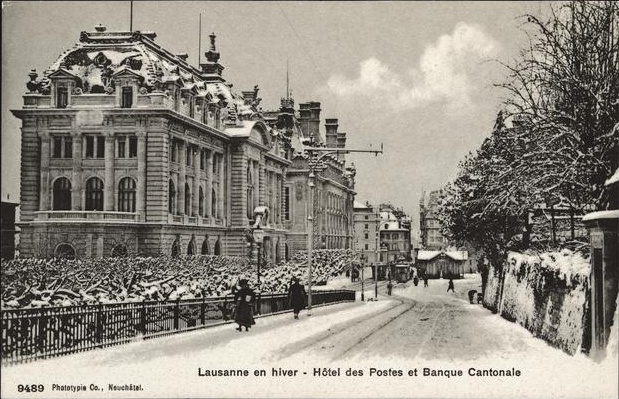 Lausanne en hiver - Hôtel des Postes et Banque Cantonale
9489 Phototypie Co., Neuchâtel.